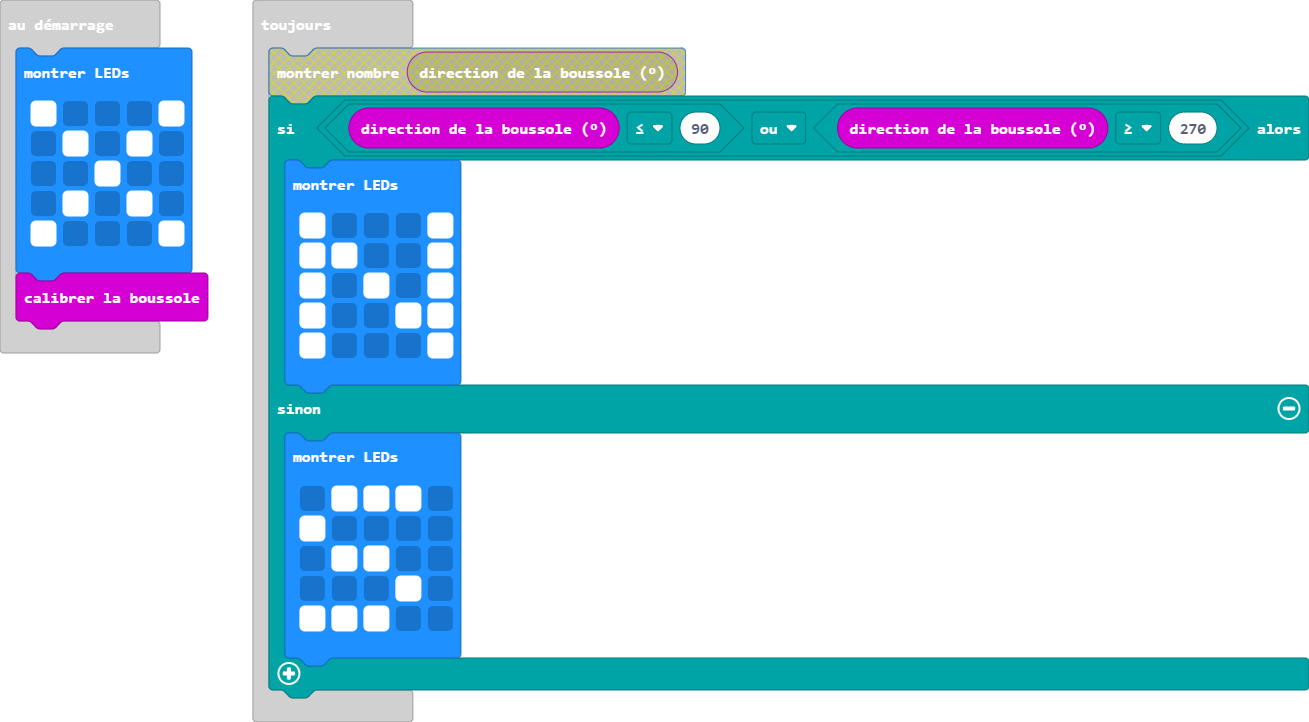 au démarrage
montrer LEDs
calibrer la boussole
toujours
montrer nombre direction de la boussole (°)
si direction de la boussole (°) ≤ 90 ou direction de la boussole (°) ≥ 270 alors
montrer LEDs
sinon
montrer LEDs